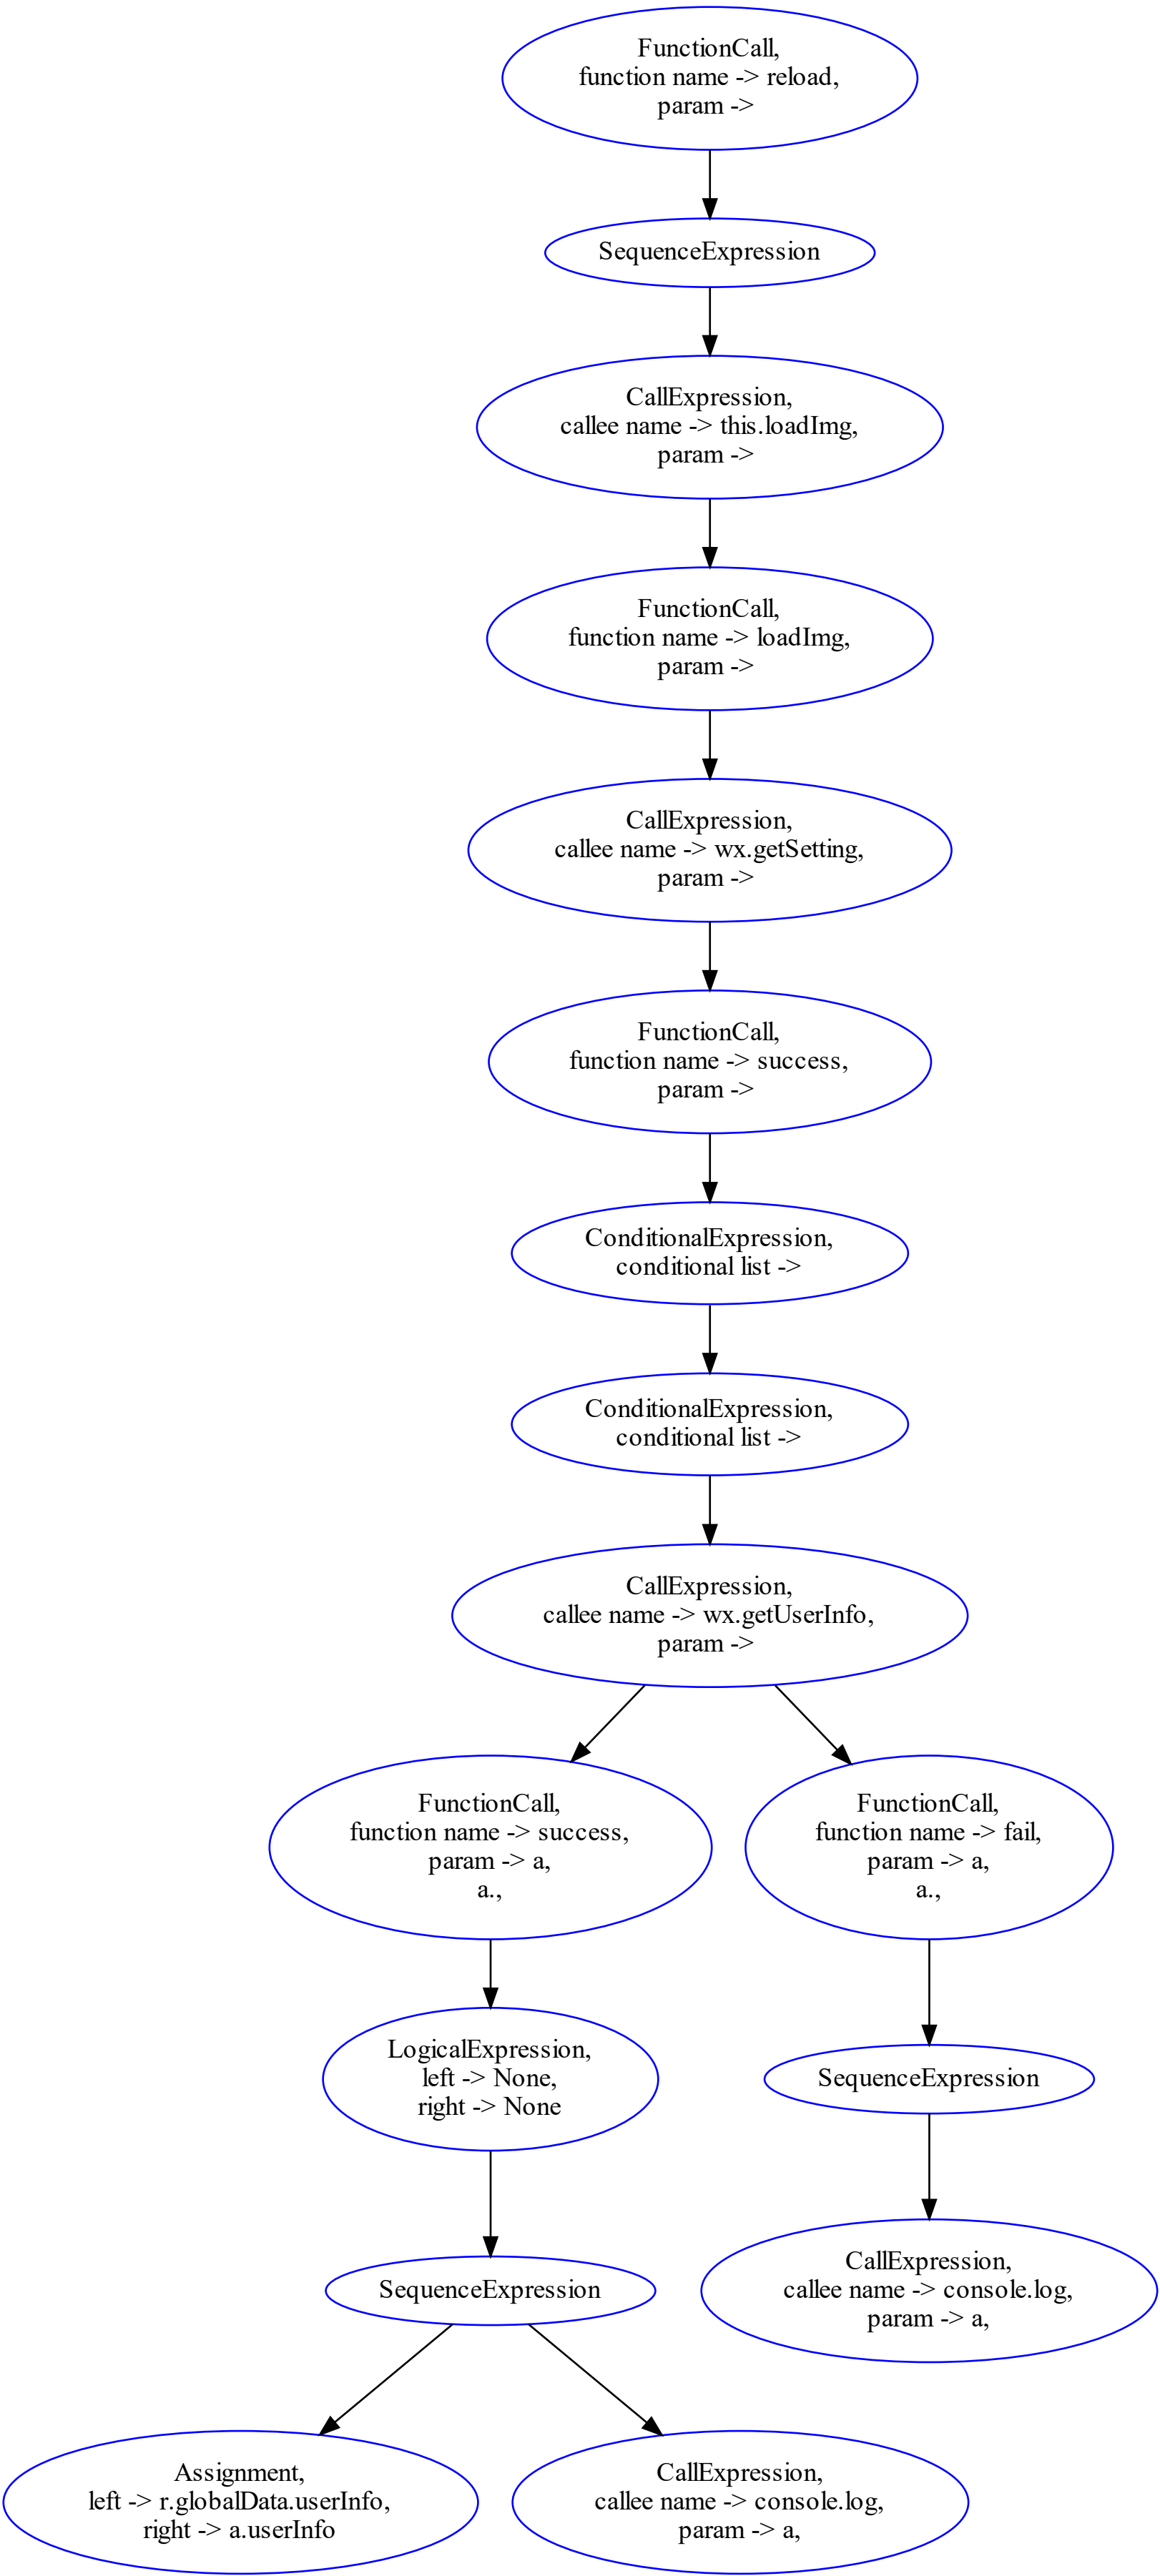 FunctionCall,
function name -> reload,
param ->
SequenceExpression
CallExpression,
callee name -> this.loadImg,
param ->
FunctionCall,
function name -> loadImg,
param ->
CallExpression,
callee name -> wx.getSetting,
param ->
FunctionCall,
function name -> success,
param ->
ConditionalExpression,
conditional list ->
ConditionalExpression,
conditional list ->
CallExpression,
callee name -> wx.getUserInfo,
param ->
FunctionCall,
function name -> success,
param -> a,
a.,
FunctionCall,
function name -> fail,
param -> a,
a.,
LogicalExpression,
left -> None,
right -> None
SequenceExpression
SequenceExpression
CallExpression,
callee name -> console.log,
param -> a,
Assignment,
left -> r.globalData.userInfo,
right -> a.userInfo
CallExpression,
callee name -> console.log,
param -> a,